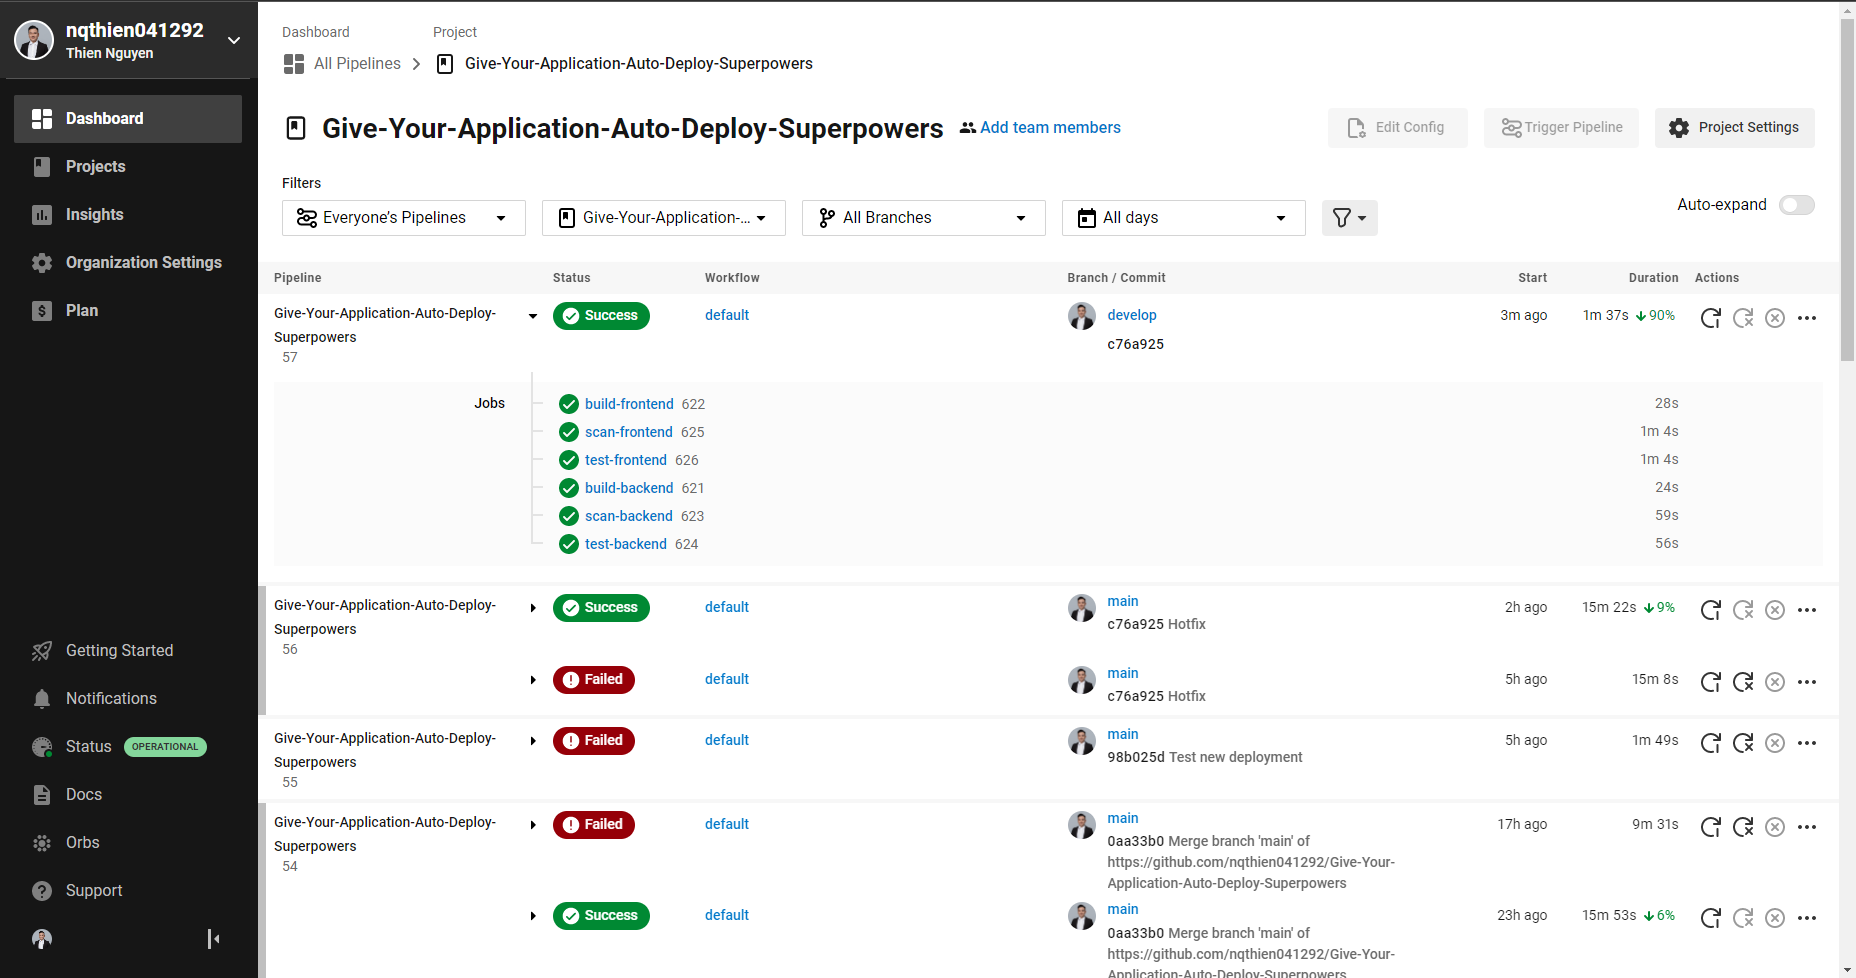 nqthien041292
Thien Nguyen
Dashboard
Projects
Insights
Organization Settings
Plan
Getting Started
Notifications
Status OPERATIONAL
Docs
Orbs
Support
Dashboard Project
All Pipelines Give-Your-Application-Auto-Deploy-Superpowers
Give-Your-Application-Auto-Deploy-Superpowers Add team members
Edit Config Trigger Pipeline Project Settings
Filters
Everyone's Pipelines Give-Your-Application-... All Branches All days
Auto-expand
Pipeline Status Workflow Branch / Commit Start Duration Actions
Give-Your-Application-Auto-Deploy-
Superpowers
57
Success default develop 3m ago 1m 37s 90%
c76a925
Jobs
build-frontend 622 28s
scan-frontend 625 1m 4s
test-frontend 626 1m 4s
build-backend 621 24s
scan-backend 623 59s
test-backend 624 56s
Give-Your-Application-Auto-Deploy-
Superpowers
56
Success default main 2h ago 15m 22s 9%
c76a925 Hotfix
Failed default main 5h ago 15m 8s
c76a925 Hotfix
Give-Your-Application-Auto-Deploy-
Superpowers
55
Failed default main 5h ago 1m 49s
98b025d Test new deployment
Give-Your-Application-Auto-Deploy-
Superpowers
54
Failed default main 17h ago 9m 31s
0aa33b0 Merge branch 'main' of
https://github.com/nqthien041292/Give-Your-
Application-Auto-Deploy-Superpowers
Success default main 23h ago 15m 53s 6%
0aa33b0 Merge branch 'main' of
https://github.com/nqthien041292/Give-Your-
Application-Auto-Deploy-Superpowers